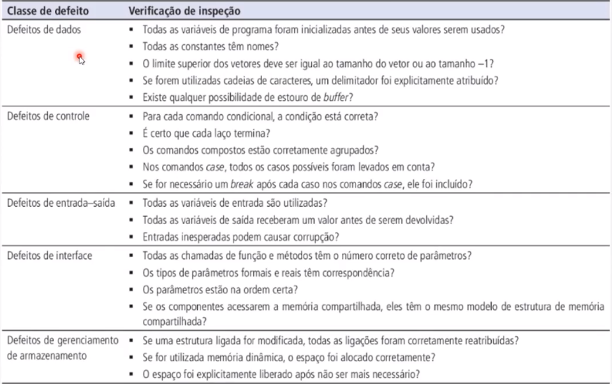 Classe de defeito Verificação de inspeção
Defeitos de dados ▪ Todas as variáveis de programa foram inicializadas antes de seus valores serem usados?
▪ Todas as constantes têm nomes?
▪ O limite superior dos vetores deve ser igual ao tamanho do vetor ou ao tamanho –1?
▪ Se forem utilizadas cadeias de caracteres, um delimitador foi explicitamente atribuído?
▪ Existe qualquer possibilidade de estouro de buffer?
Defeitos de controle ▪ Para cada comando condicional, a condição está correta?
▪ É certo que cada laço termina?
▪ Os comandos compostos estão corretamente agrupados?
▪ Nos comandos case, todos os casos possíveis foram levados em conta?
▪ Se for necessário um break após cada caso nos comandos case, ele foi incluído?
Defeitos de entrada–saída ▪ Todas as variáveis de entrada são utilizadas?
▪ Todas as variáveis de saída receberam um valor antes de serem devolvidas?
▪ Entradas inesperadas podem causar corrupção?
Defeitos de interface ▪ Todas as chamadas de função e métodos têm o número correto de parâmetros?
▪ Os tipos de parâmetros formais e reais têm correspondência?
▪ Os parâmetros estão na ordem certa?
▪ Se os componentes acessarem a memória compartilhada, eles têm o mesmo modelo de estrutura de memória
compartilhada?
Defeitos de gerenciamento ▪ Se uma estrutura ligada for modificada, todas as ligações foram corretamente reatribuídas?
de armazenamento ▪ Se for utilizada memória dinâmica, o espaço foi alocado corretamente?
▪ O espaço foi explicitamente liberado após não ser mais necessário?